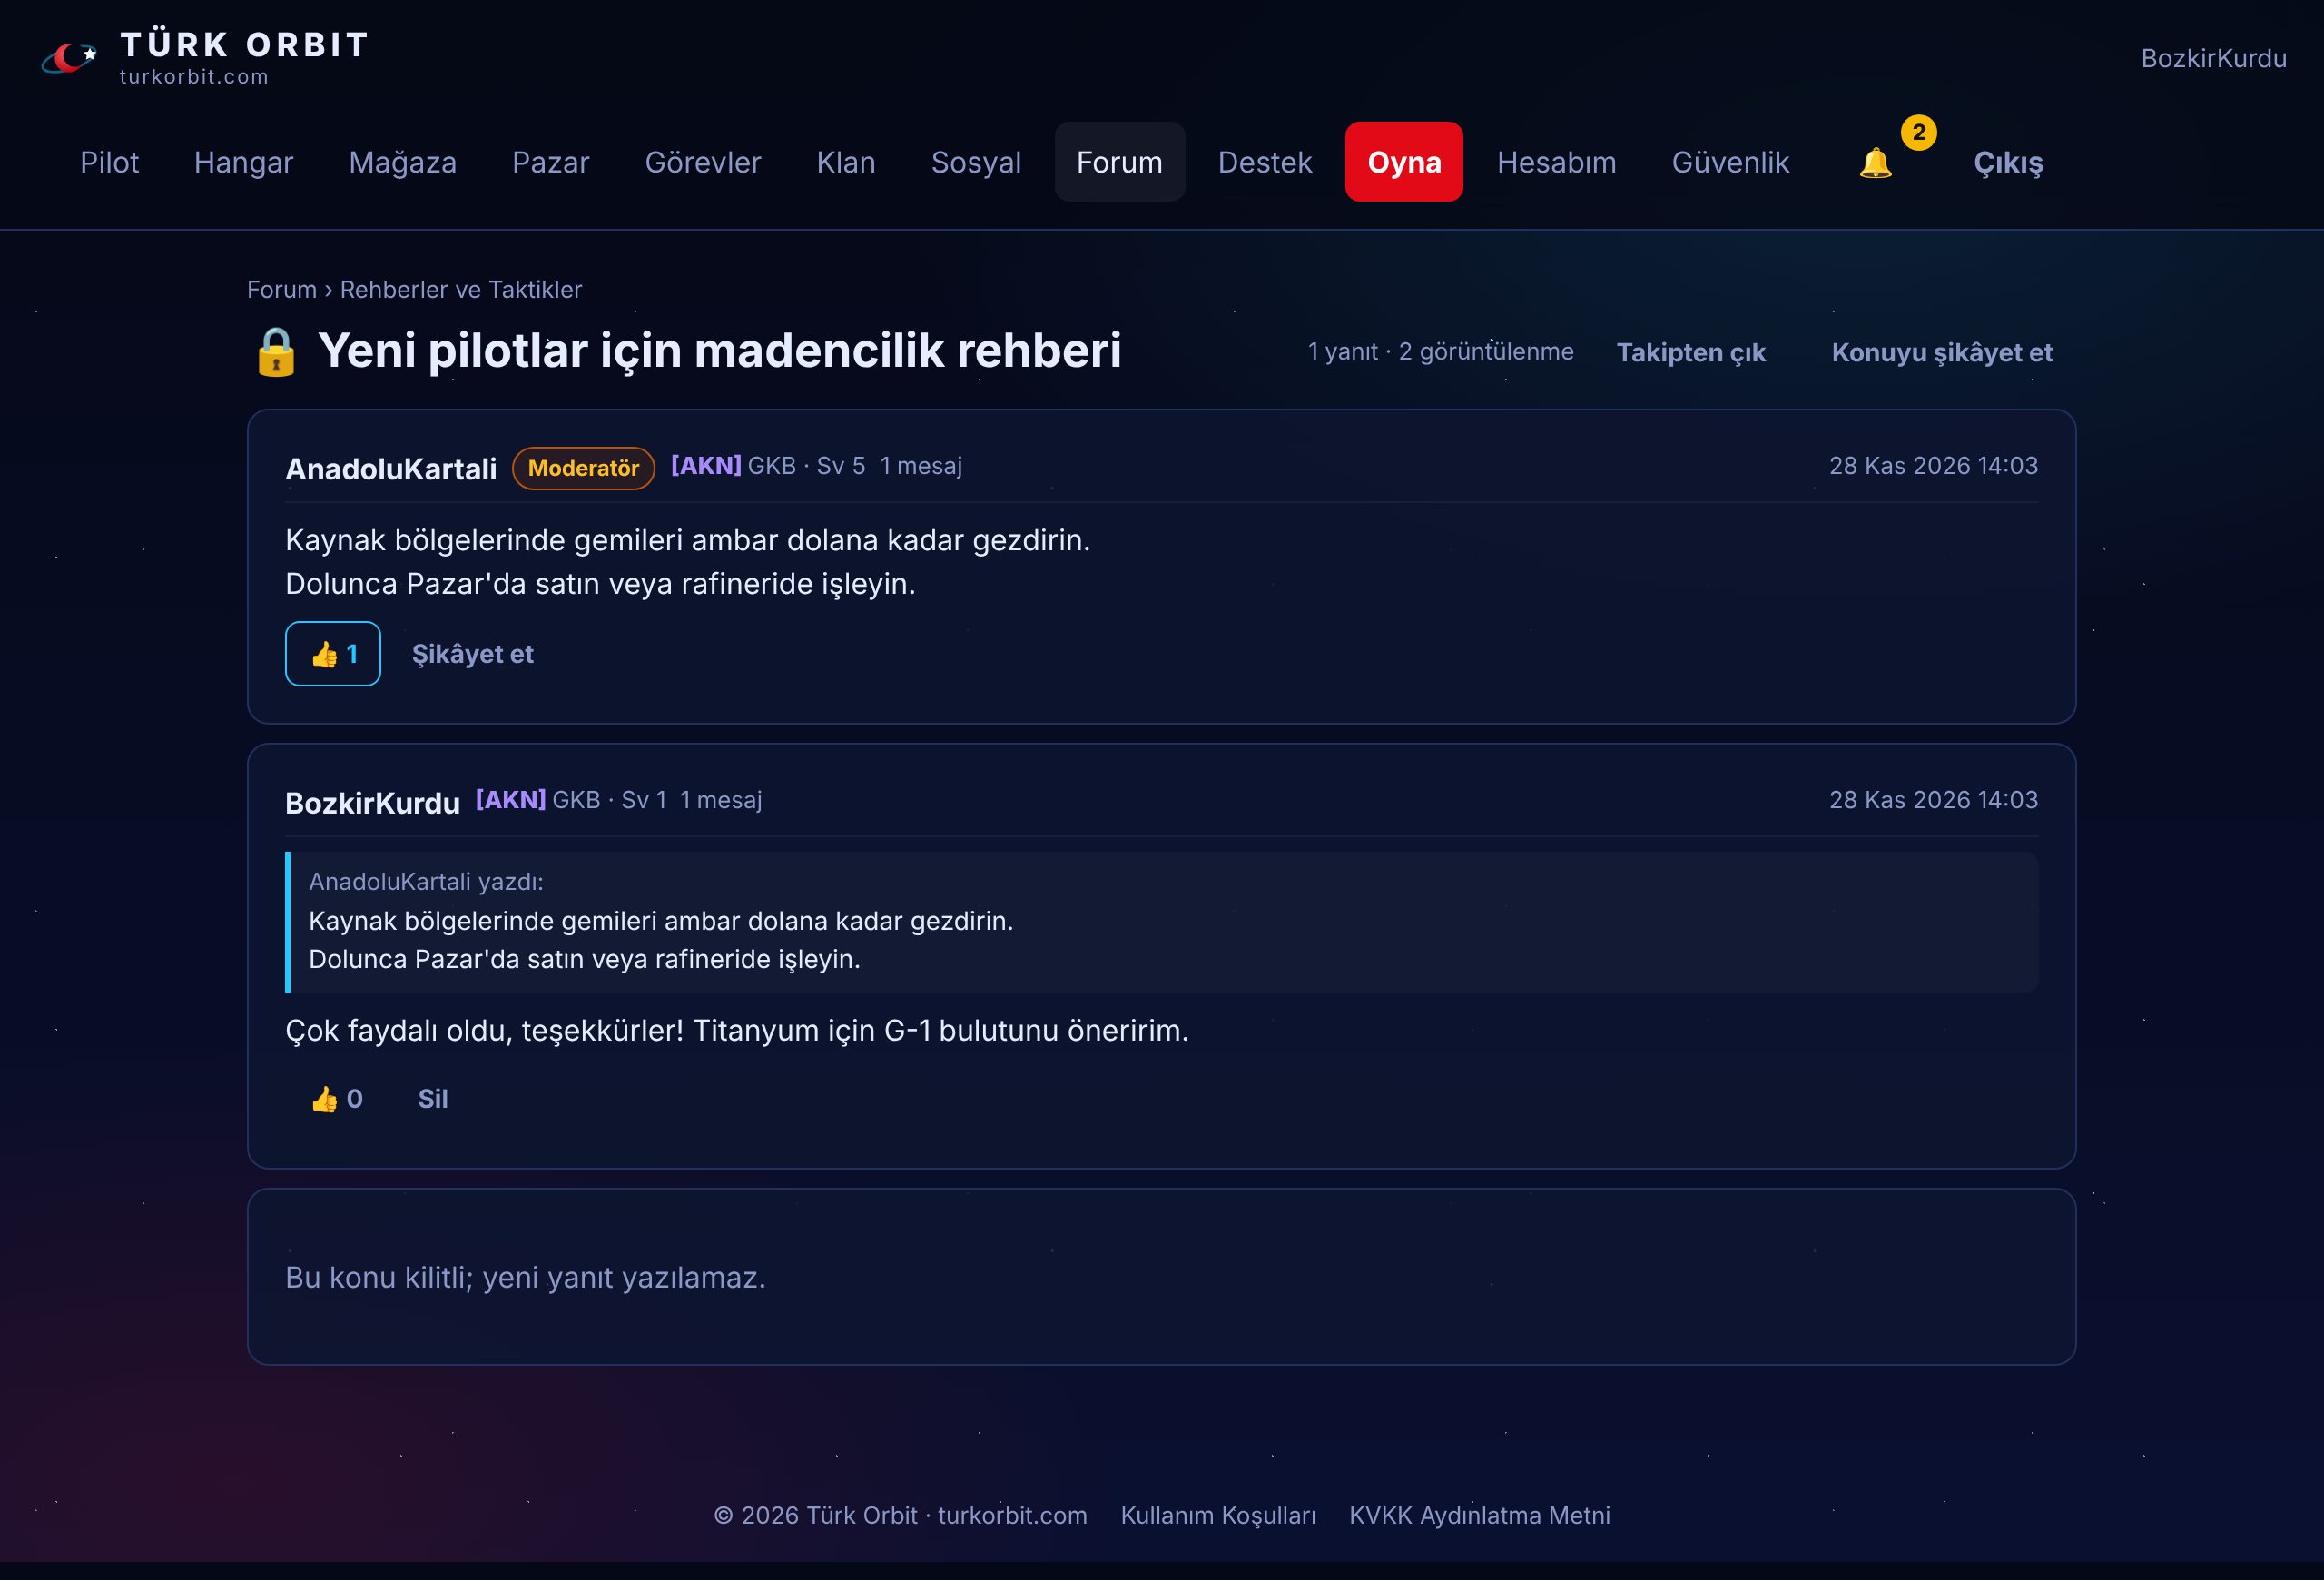 TÜRK ORBIT
turkorbit.com
BozkirKurdu
Pilot Hangar Mağaza Pazar Görevler Klan Sosyal Forum Destek Oyna Hesabım Güvenlik 🔔 2 Çıkış
Forum › Rehberler ve Taktikler
🔒 Yeni pilotlar için madencilik rehberi 1 yanıt · 2 görüntülenme Takipten çık Konuyu şikâyet et
AnadoluKartali Moderatör [AKN] GKB · Sv 5 1 mesaj 28 Kas 2026 14:03
Kaynak bölgelerinde gemileri ambar dolana kadar gezdirin.
Dolunca Pazar'da satın veya rafineride işleyin.
👍 1 Şikâyet et
BozkirKurdu [AKN] GKB · Sv 1 1 mesaj 28 Kas 2026 14:03
AnadoluKartali yazdı:
Kaynak bölgelerinde gemileri ambar dolana kadar gezdirin.
Dolunca Pazar'da satın veya rafineride işleyin.
Çok faydalı oldu, teşekkürler! Titanyum için G-1 bulutunu öneririm.
👍 0 Sil
Bu konu kilitli; yeni yanıt yazılamaz.
© 2026 Türk Orbit · turkorbit.com Kullanım Koşulları KVKK Aydınlatma Metni